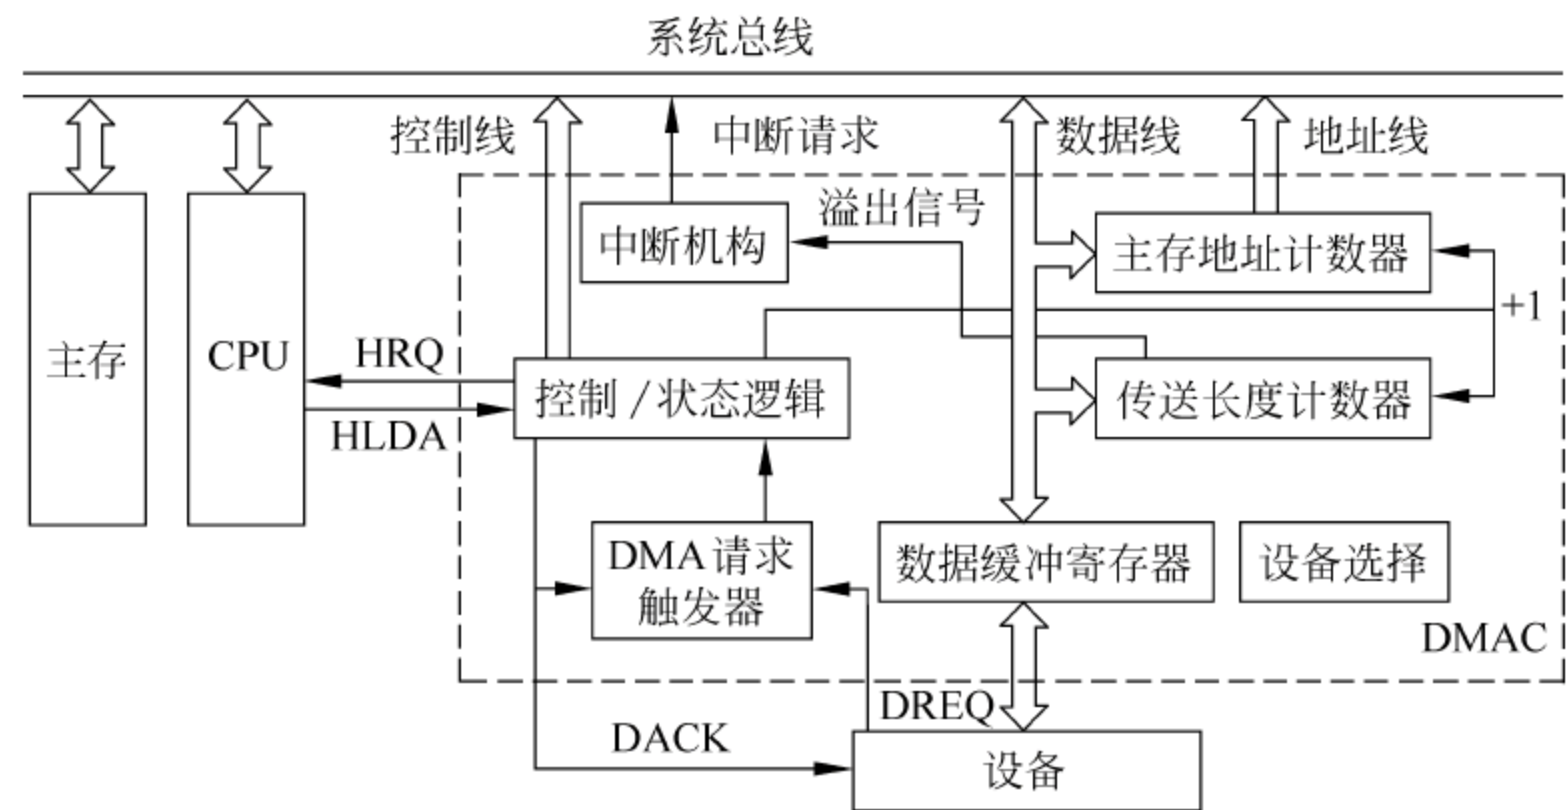 系统总线
控制线
中断请求
数据线
地址线
溢出信号
中断机构
主存地址计数器
+1
主存
CPU
HRQ
HLDA
控制/状态逻辑
传送长度计数器
DMA请求
触发器
数据缓冲寄存器
设备选择
DMAC
DREQ
DACK
设备